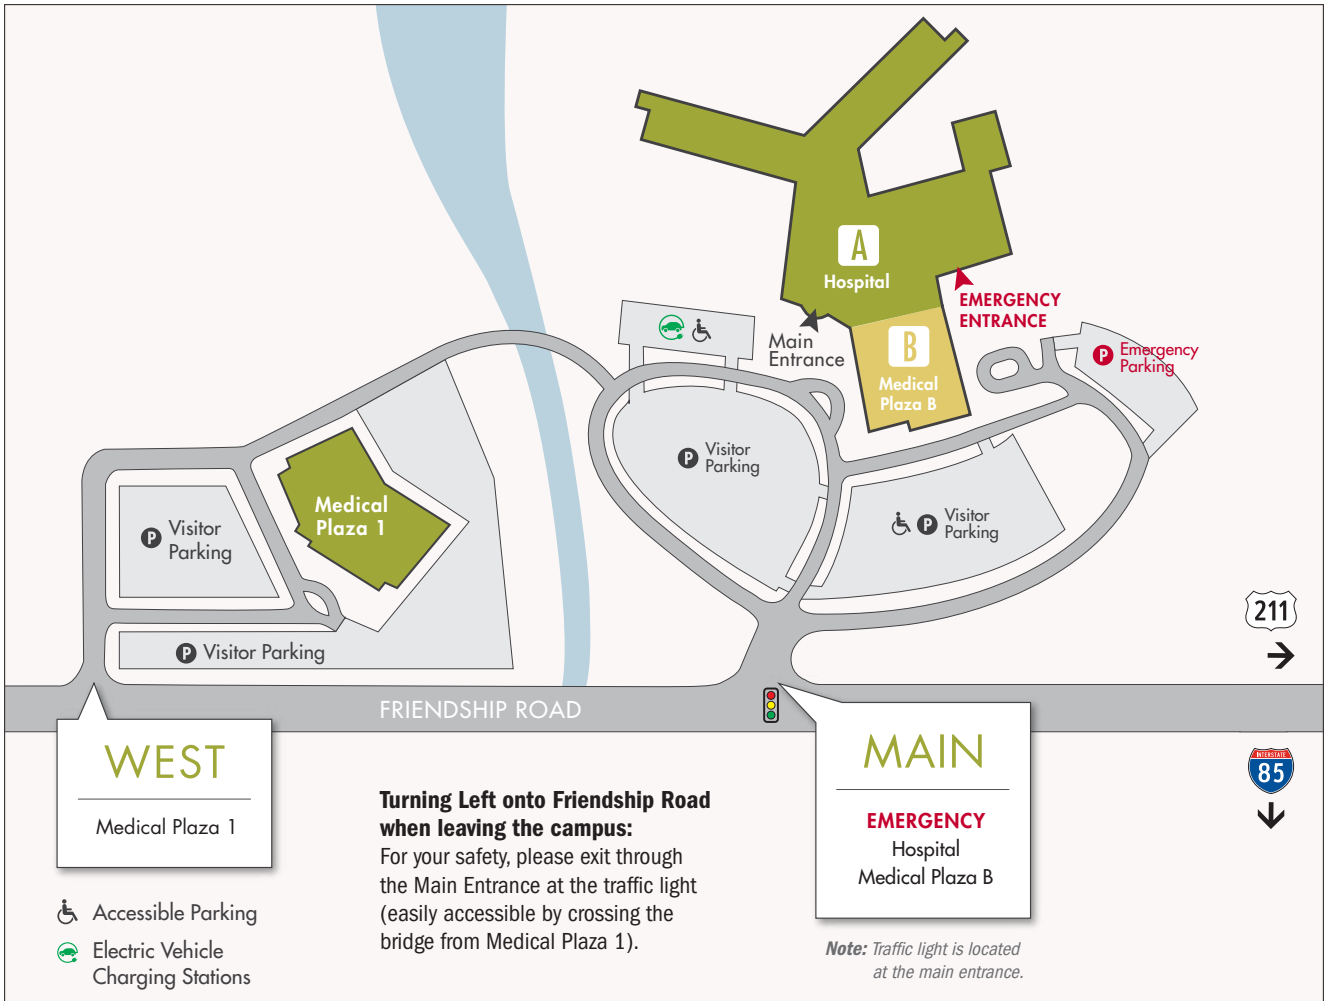 A
Hospital
EMERGENCY
ENTRANCE
Main
Entrance
B
Medical
Plaza B
P
Emergency
Parking
P
Visitor
Parking
Medical
Plaza 1
P
Visitor
Parking
P
Visitor
Parking
P
Visitor Parking
211
FRIENDSHIP ROAD
WEST
Medical Plaza 1
MAIN
EMERGENCY
Hospital
Medical Plaza B
INTERSTATE
85
Turning Left onto Friendship Road
when leaving the campus:
For your safety, please exit through
the Main Entrance at the traffic light
(easily accessible by crossing the
bridge from Medical Plaza 1).
Accessible Parking
Electric Vehicle
Charging Stations
Note: Traffic light is located
at the main entrance.